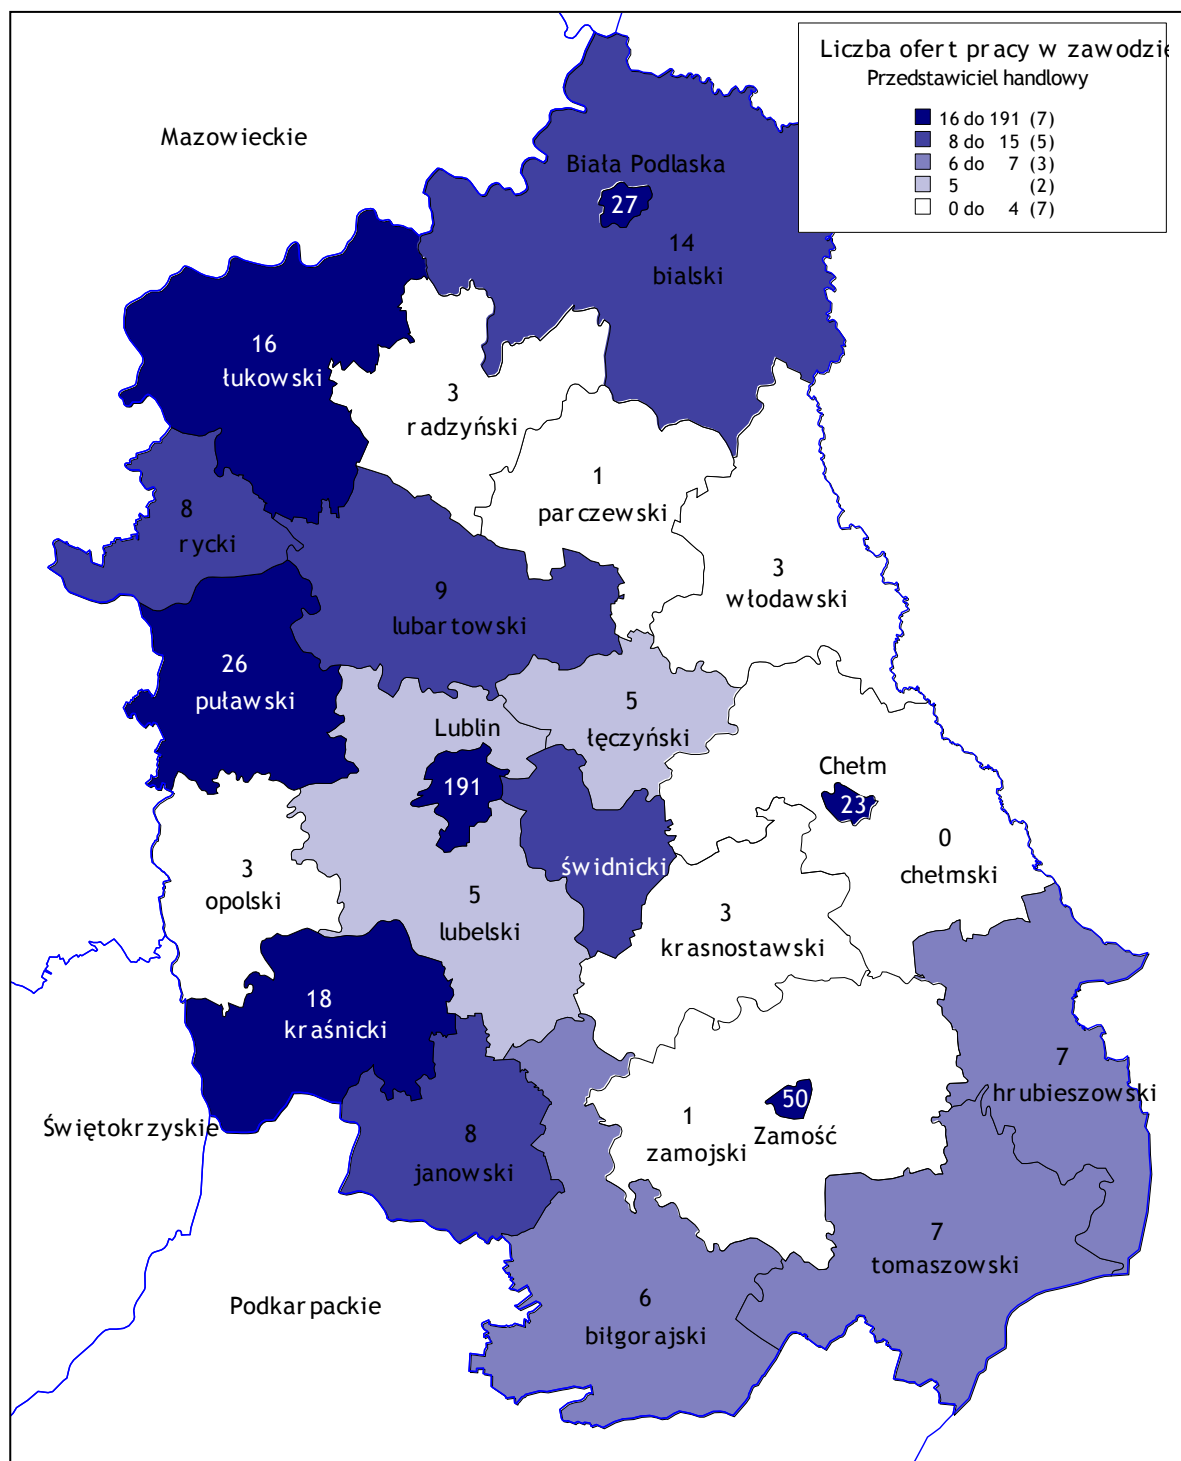 Liczba ofert pracy w zawodzie
Przedstawiciel handlowy
16 do 191 (7)
8 do 15 (5)
6 do 7 (3)
5 (2)
0 do 4 (7)
Mazowieckie
Biała Podlaska
27
14
bialski
16
łukowski
3
radzyński
1
parczewski
8
rycki
3
włodawski
9
lubartowski
26
puławski
5
łęczyński
Lublin
191
Chełm
23
0
chełmski
świdnicki
3
opolski
5
lubelski
3
krasnostawski
18
kraśnicki
7
hrubieszowski
50
Zamość
1
zamojski
Świętokrzyskie
8
janowski
7
tomaszowski
6
biłgorajski
Podkarpackie